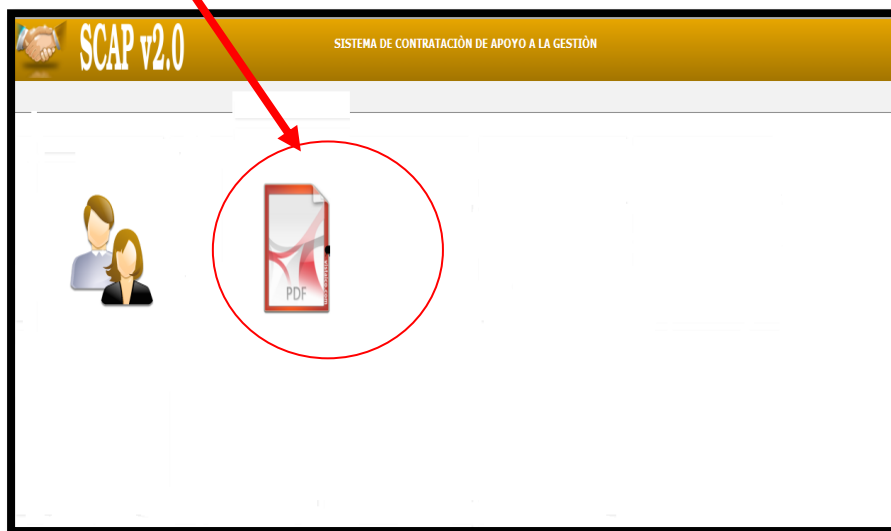 SCAP v2.0
SISTEMA DE CONTRATACIÒN DE APOYO A LA GESTIÒN
PDF